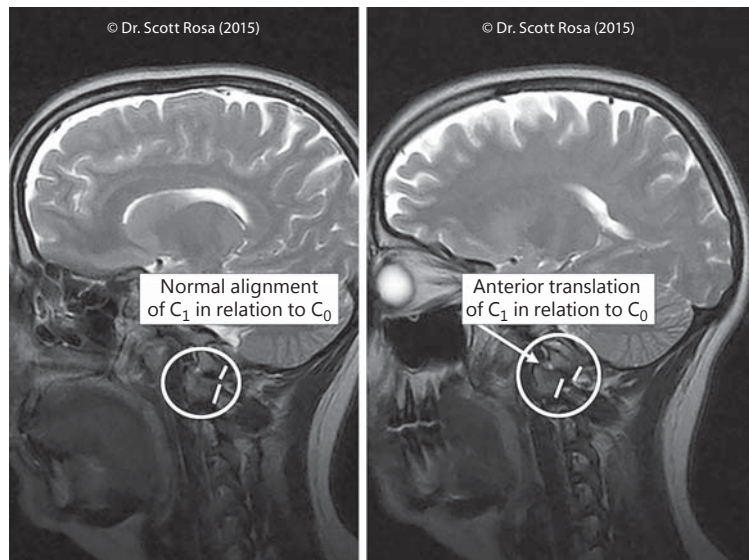 © Dr. Scott Rosa (2015)
© Dr. Scott Rosa (2015)
Normal alignment
of C₁ in relation to C₀
Anterior translation
of C₁ in relation to C₀